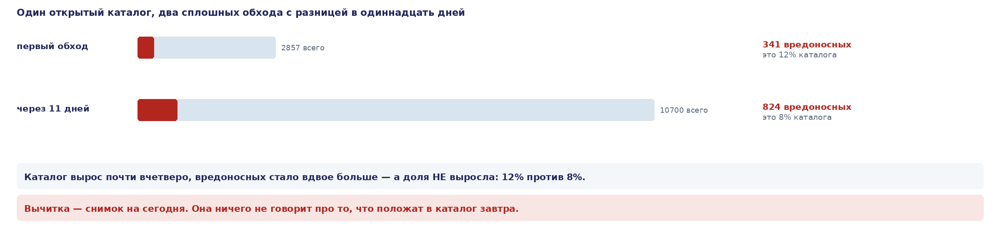 Один открытый каталог, два сплошных обхода с разницей в одиннадцать дней
первый обход
2857 всего
341 вредоносных
это 12% каталога
через 11 дней
10700 всего
824 вредоносных
это 8% каталога
Каталог вырос почти вчетверо, вредоносных стало вдвое больше — а доля НЕ выросла: 12% против 8%.
Вычитка — снимок на сегодня. Она ничего не говорит про то, что положат в каталог завтра.